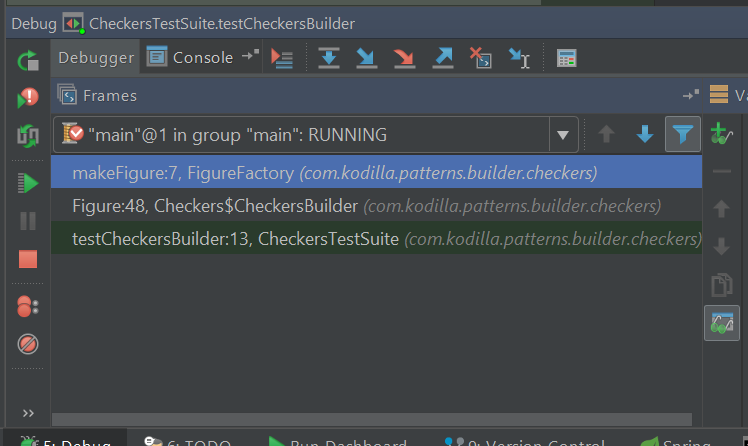 Debug CheckersTestSuite.testCheckersBuilder
Debugger Console
Frames
"main"@1 in group "main": RUNNING
makeFigure:7, FigureFactory (com.kodilla.patterns.builder.checkers)
Figure:48, Checkers$CheckersBuilder (com.kodilla.patterns.builder.checkers)
testCheckersBuilder:13, CheckersTestSuite (com.kodilla.patterns.builder.checkers)
5: Debug 6: TODO Run Dashboard 9: Version Control Spring